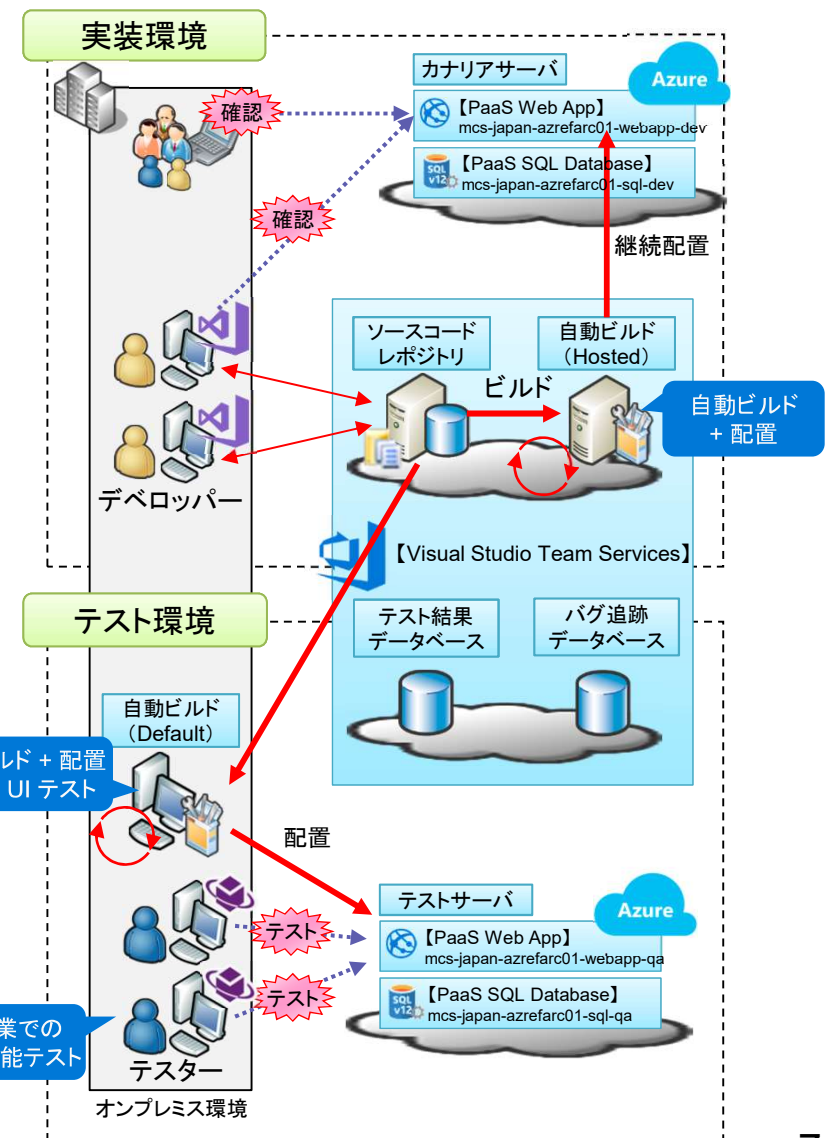 実装環境
カナリアサーバ
Azure
【PaaS Web App】
mcs-japan-azrefarc01-webapp-dev
【PaaS SQL Database】
mcs-japan-azrefarc01-sql-dev
SQL
v12
確認
確認
継続配置
ソースコード
レポジトリ
自動ビルド
（Hosted）
ビルド
自動ビルド
+ 配置
デベロッパー
【Visual Studio Team Services】
テスト環境
テスト結果
データベース
バグ追跡
データベース
自動ビルド
（Default）
ルド + 配置
UI テスト
配置
テストサーバ
Azure
【PaaS Web App】
mcs-japan-azrefarc01-webapp-qa
【PaaS SQL Database】
mcs-japan-azrefarc01-sql-qa
SQL
v12
テスト
テスト
業での
能テスト
テスター
オンプレミス環境